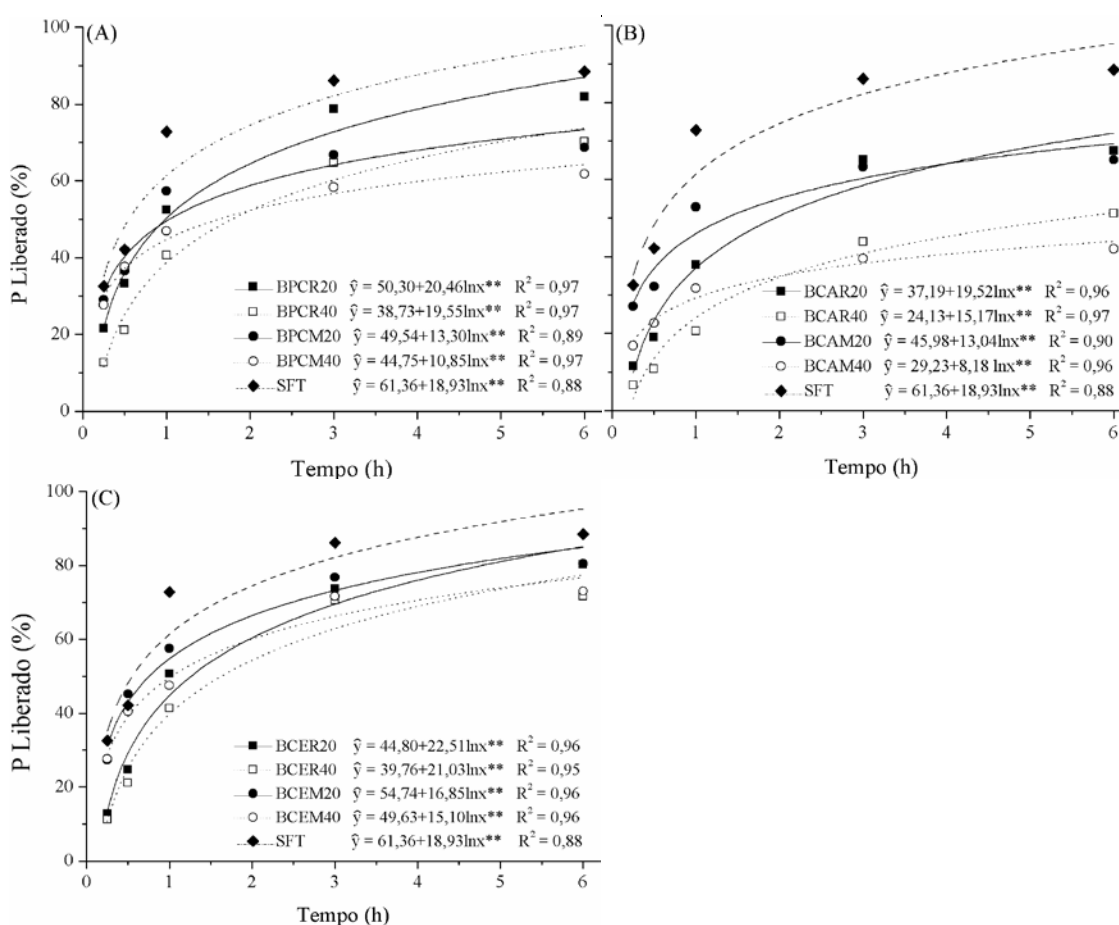 (A)
P Liberado (%)
100
80
60
40
20
0
BPCR20 ŷ = 50,30+20,46lnx** R² = 0,97
BPCR40 ŷ = 38,73+19,55lnx** R² = 0,97
BPCM20 ŷ = 49,54+13,30lnx** R² = 0,89
BPCM40 ŷ = 44,75+10,85lnx** R² = 0,97
SFT ŷ = 61,36+18,93lnx** R² = 0,88
0 1 2 3 4 5 6
Tempo (h)
(B)
BCAR20 ŷ = 37,19+19,52lnx** R² = 0,96
BCAR40 ŷ = 24,13+15,17lnx** R² = 0,97
BCAM20 ŷ = 45,98+13,04lnx** R² = 0,90
BCAM40 ŷ = 29,23+8,18 lnx** R² = 0,96
SFT ŷ = 61,36+18,93lnx** R² = 0,88
0 1 2 3 4 5 6
Tempo (h)
(C)
P Liberado (%)
100
80
60
40
20
0
BCER20 ŷ = 44,80+22,51lnx** R² = 0,96
BCER40 ŷ = 39,76+21,03lnx** R² = 0,95
BCEM20 ŷ = 54,74+16,85lnx** R² = 0,96
BCEM40 ŷ = 49,63+15,10lnx** R² = 0,96
SFT ŷ = 61,36+18,93lnx** R² = 0,88
0 1 2 3 4 5 6
Tempo (h)